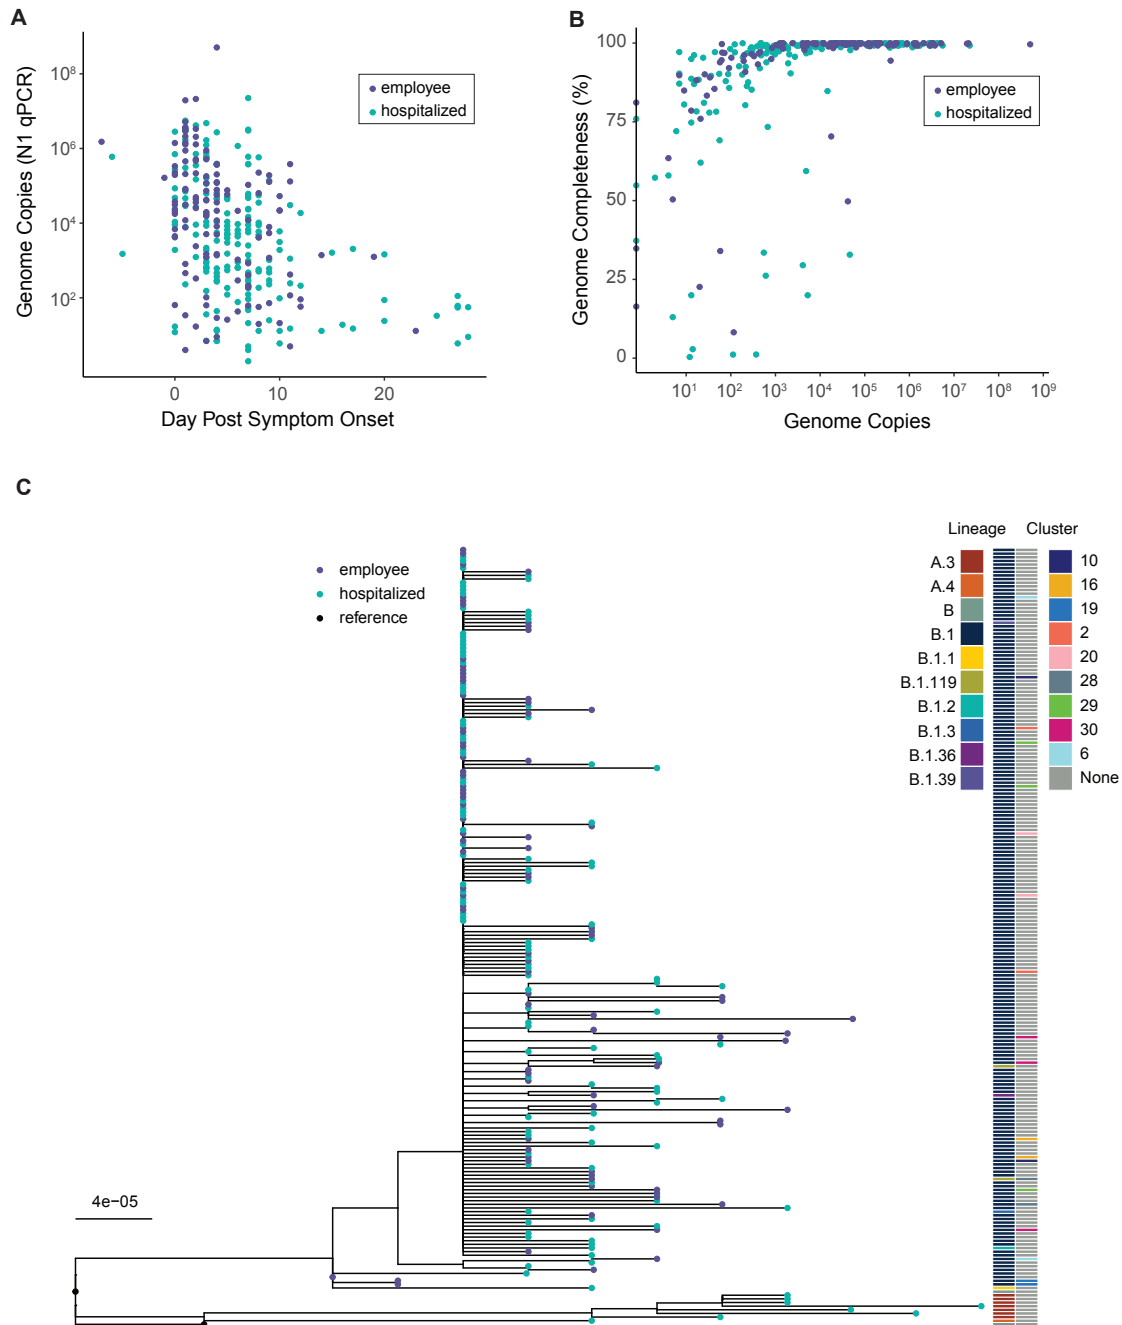 A
Genome Copies (N1 qPCR)
10⁸
10⁶
10⁴
10²
employee
hospitalized
0
10
20
Day Post Symptom Onset
B
Genome Completeness (%)
100
75
50
25
0
employee
hospitalized
10¹
10²
10³
10⁴
10⁵
10⁶
10⁷
10⁸
10⁹
Genome Copies
C
employee
hospitalized
reference
4e−05
Lineage
A.3
A.4
B
B.1
B.1.1
B.1.119
B.1.2
B.1.3
B.1.36
B.1.39
Cluster
10
16
19
2
20
28
29
30
6
None